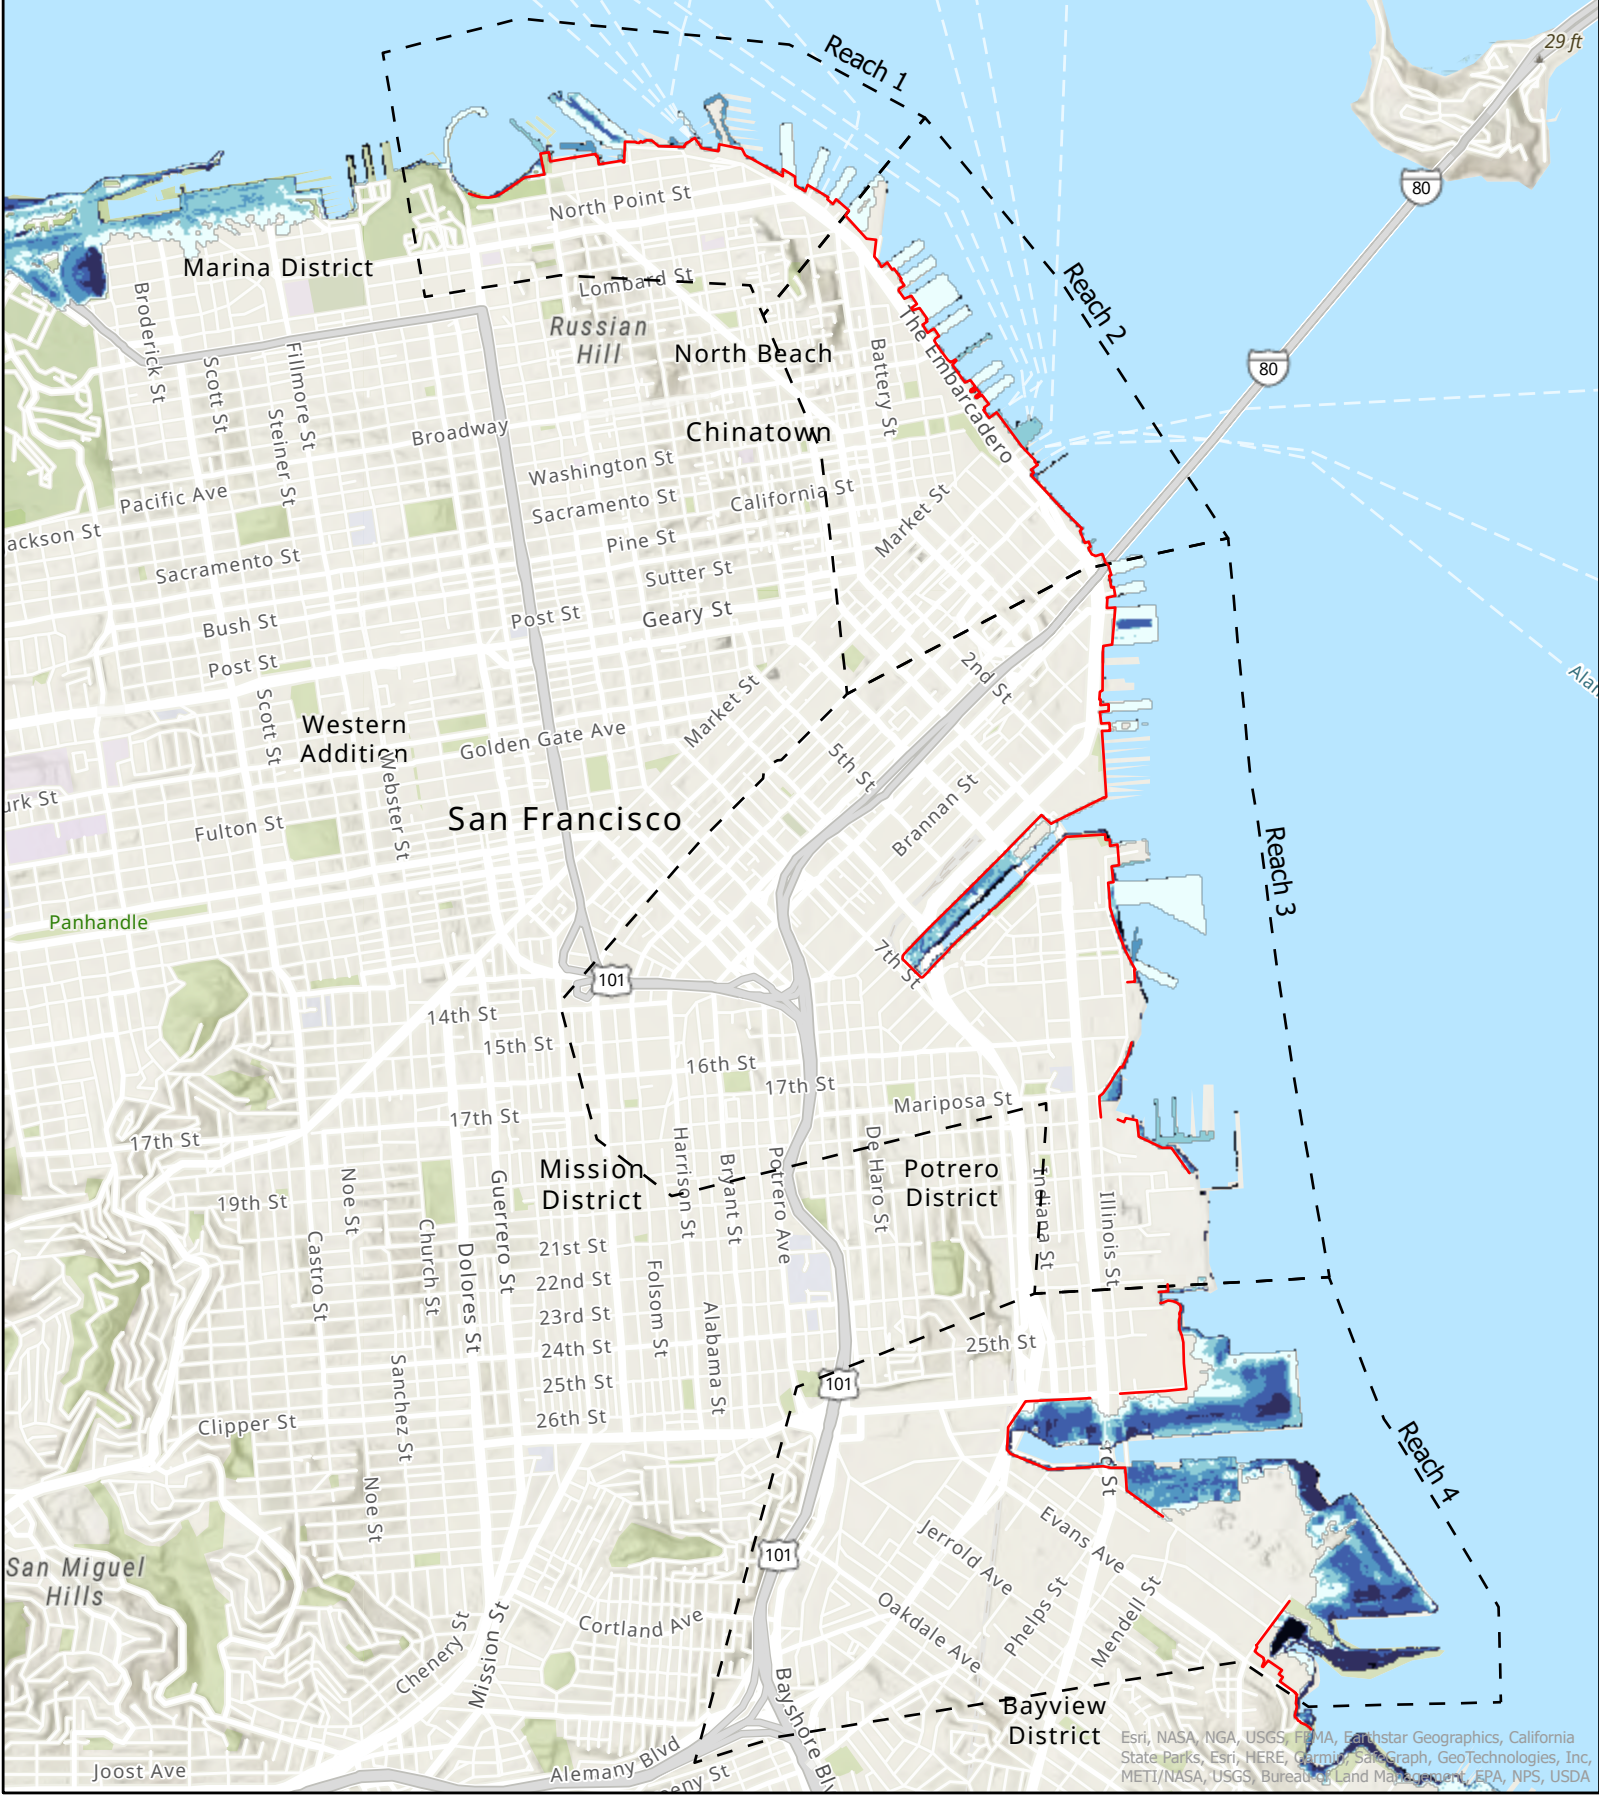 29 ft
Reach 1
80
North Point St
Marina District
Lombard St
Reach 2
Broderick St
Russian
Hill
North Beach
The Embarcadero
Battery St
80
Scott St
Fillmore St
Steiner St
Broadway
Chinatown
Washington St
Pacific Ave
Sacramento St
California St
Market St
ackson St
Pine St
Sacramento St
Sutter St
Geary St
Post St
Bush St
Post St
2nd St
Scott St
Western
Addition
Market St
Golden Gate Ave
5th St
Webster St
urk St
San Francisco
Brannan St
Fulton St
Reach 3
Panhandle
7th St
101
14th St
15th St
16th St
17th St
Mariposa St
17th St
17th St
Harrison St
Bryant St
Potrero Ave
De Haro St
Mission
District
Potrero
District
Indiana St
Illinois St
Noe St
19th St
Guerrero St
Castro St
Church St
Dolores St
21st St
22nd St
Folsom St
23rd St
Alabama St
24th St
25th St
25th St
101
Sanchez St
26th St
Clipper St
rd St
Reach 4
Noe St
Evans Ave
Jerrold Ave
101
San Miguel
Hills
Phelps St
Mendell St
Oakdale Ave
Cortland Ave
Chenery St
Mission St
Bayshore Blv
Bayview
District
Alemany Blvd
Joost Ave
eny St
Esri, NASA, NGA, USGS, FEMA, Earthstar Geographics, California
State Parks, Esri, HERE, Garmin, SafeGraph, GeoTechnologies, Inc,
METI/NASA, USGS, Bureau of Land Management, EPA, NPS, USDA